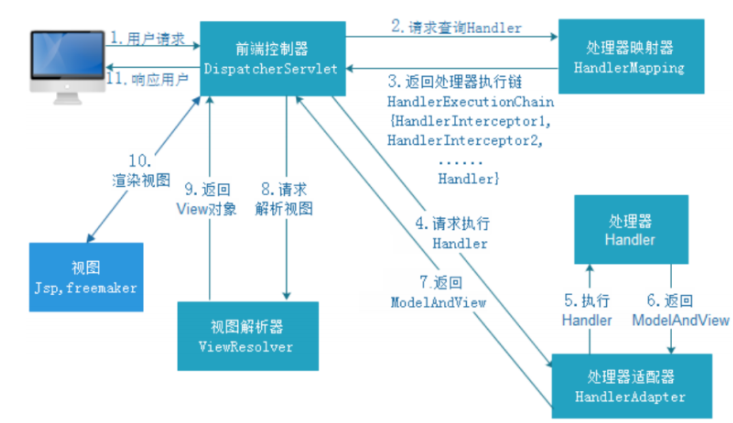 1.用户请求
11.响应用户
前端控制器
DispatcherServlet
2.请求查询Handler
处理器映射器
HandlerMapping
3.返回处理器执行链
HandlerExecutionChain
{HandlerInterceptor1,
HandlerInterceptor2,
......
Handler}
10.
渲染视图
9.返回
View对象
8.请求
解析视图
4.请求执行
Handler
处理器
Handler
视图
Jsp,freemaker
7.返回
ModelAndView
5.执行
Handler
6.返回
ModelAndView
视图解析器
ViewResolver
处理器适配器
HandlerAdapter